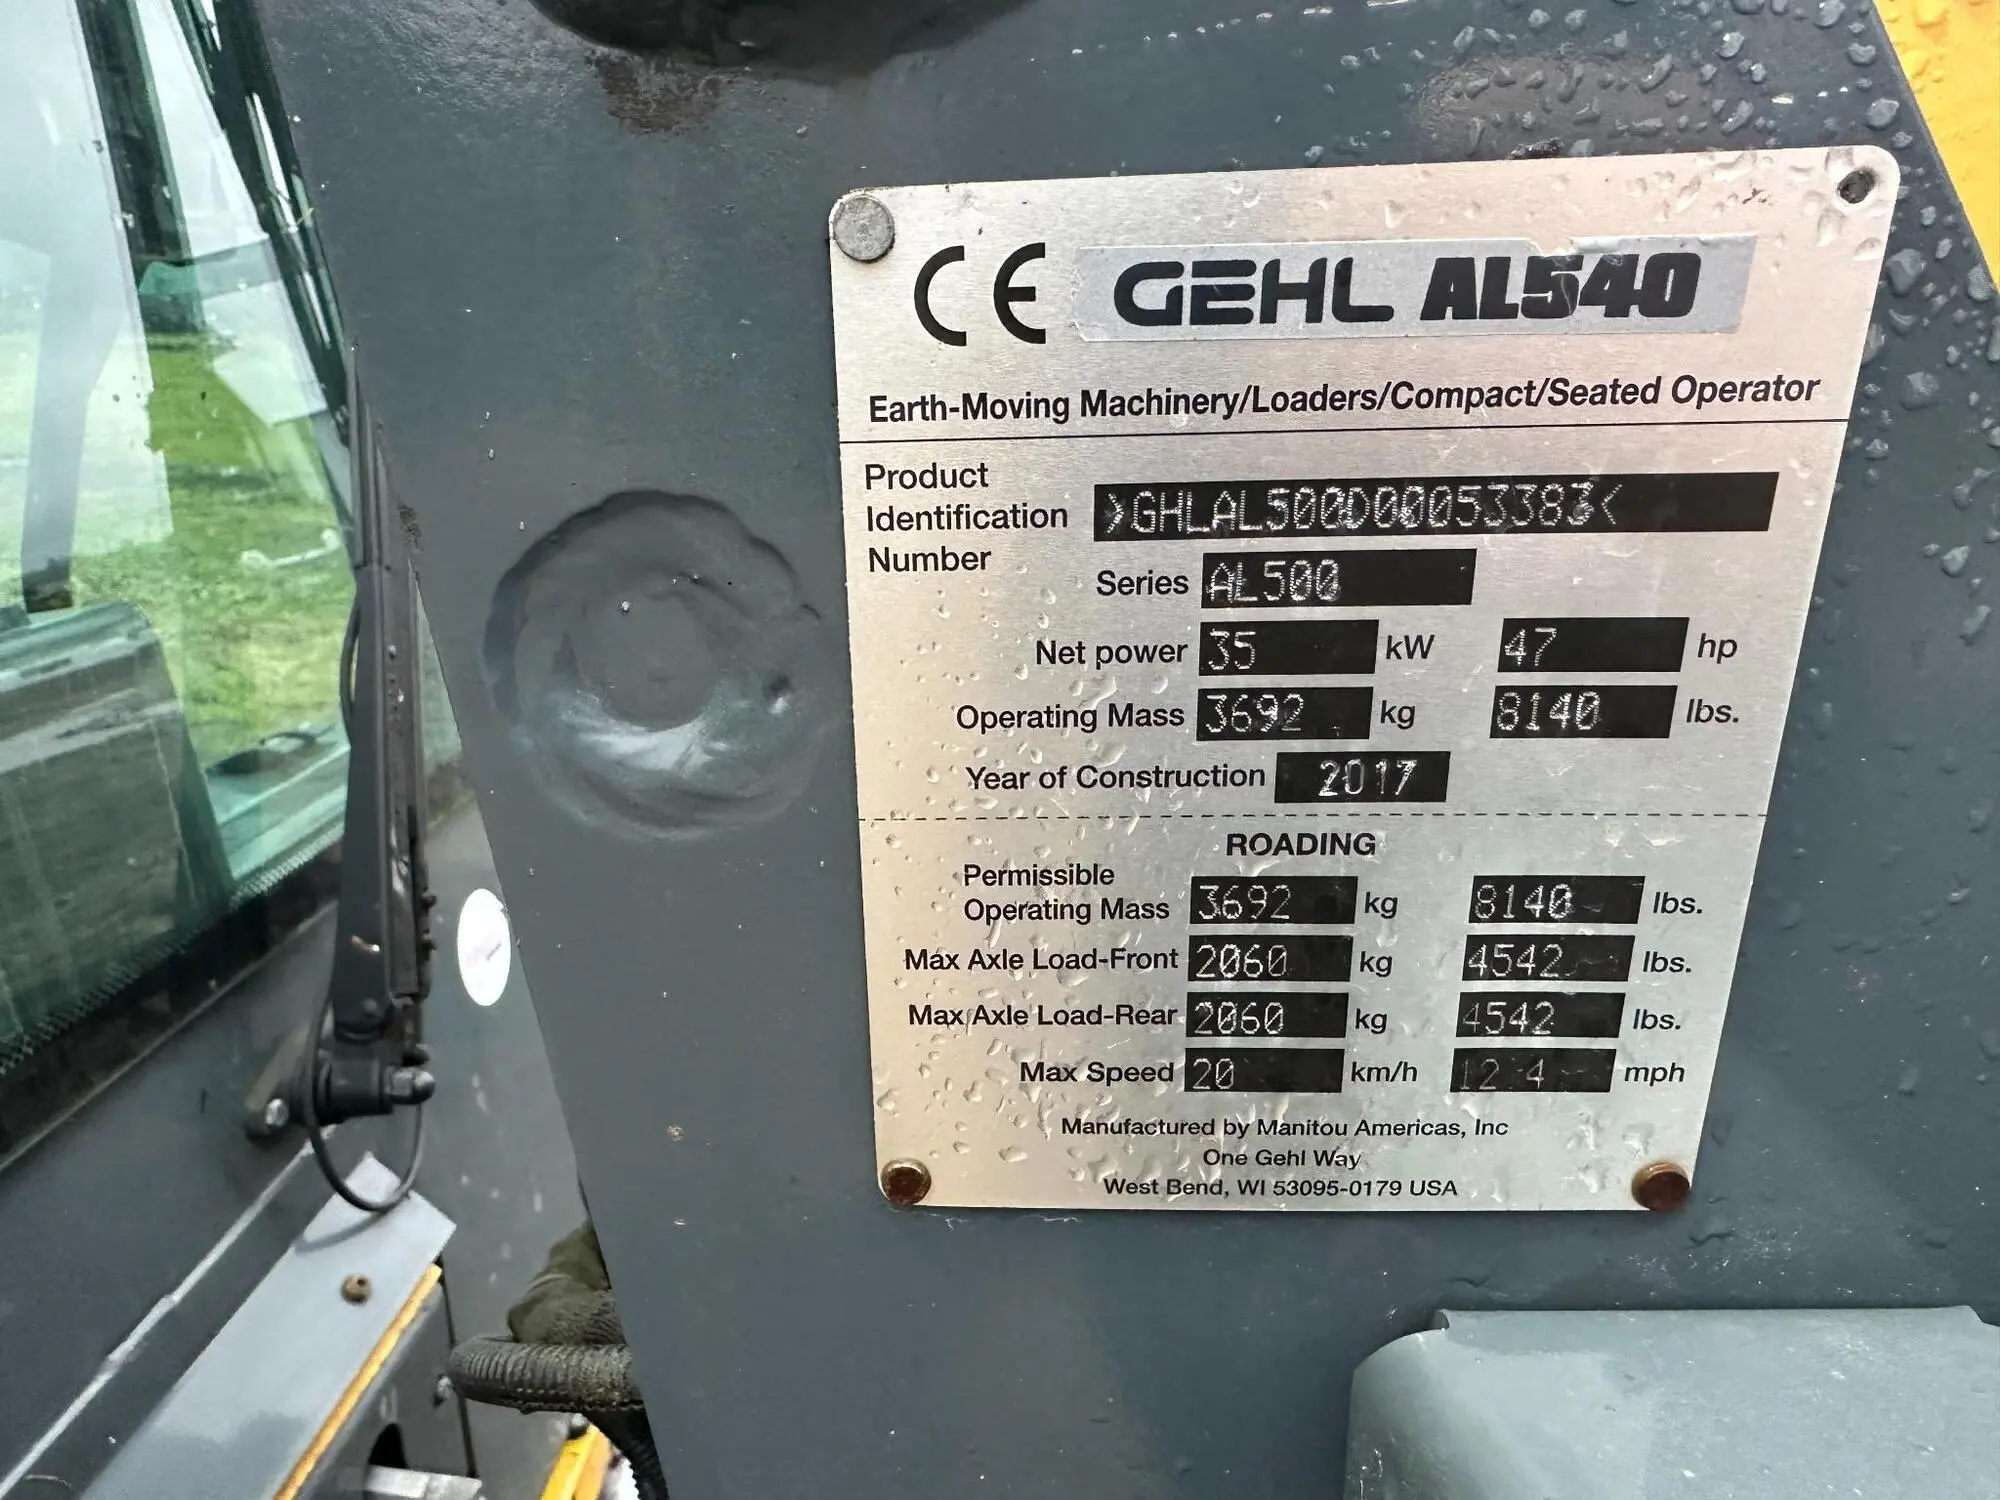 CE GEHL AL540
Earth-Moving Machinery/Loaders/Compact/Seated Operator
Product
Identification
Number
>GHLAL500D00053383<
Series AL500
Net power 35 kW 47 hp
Operating Mass 3692 kg 8140 lbs.
Year of Construction 2017
ROADING
Permissible
Operating Mass 3692 kg 8140 lbs.
Max Axle Load-Front 2060 kg 4542 lbs.
Max Axle Load-Rear 2060 kg 4542 lbs.
Max Speed 20 km/h 12.4 mph
Manufactured by Manitou Americas, Inc
One Gehl Way
West Bend, WI 53095-0179 USA